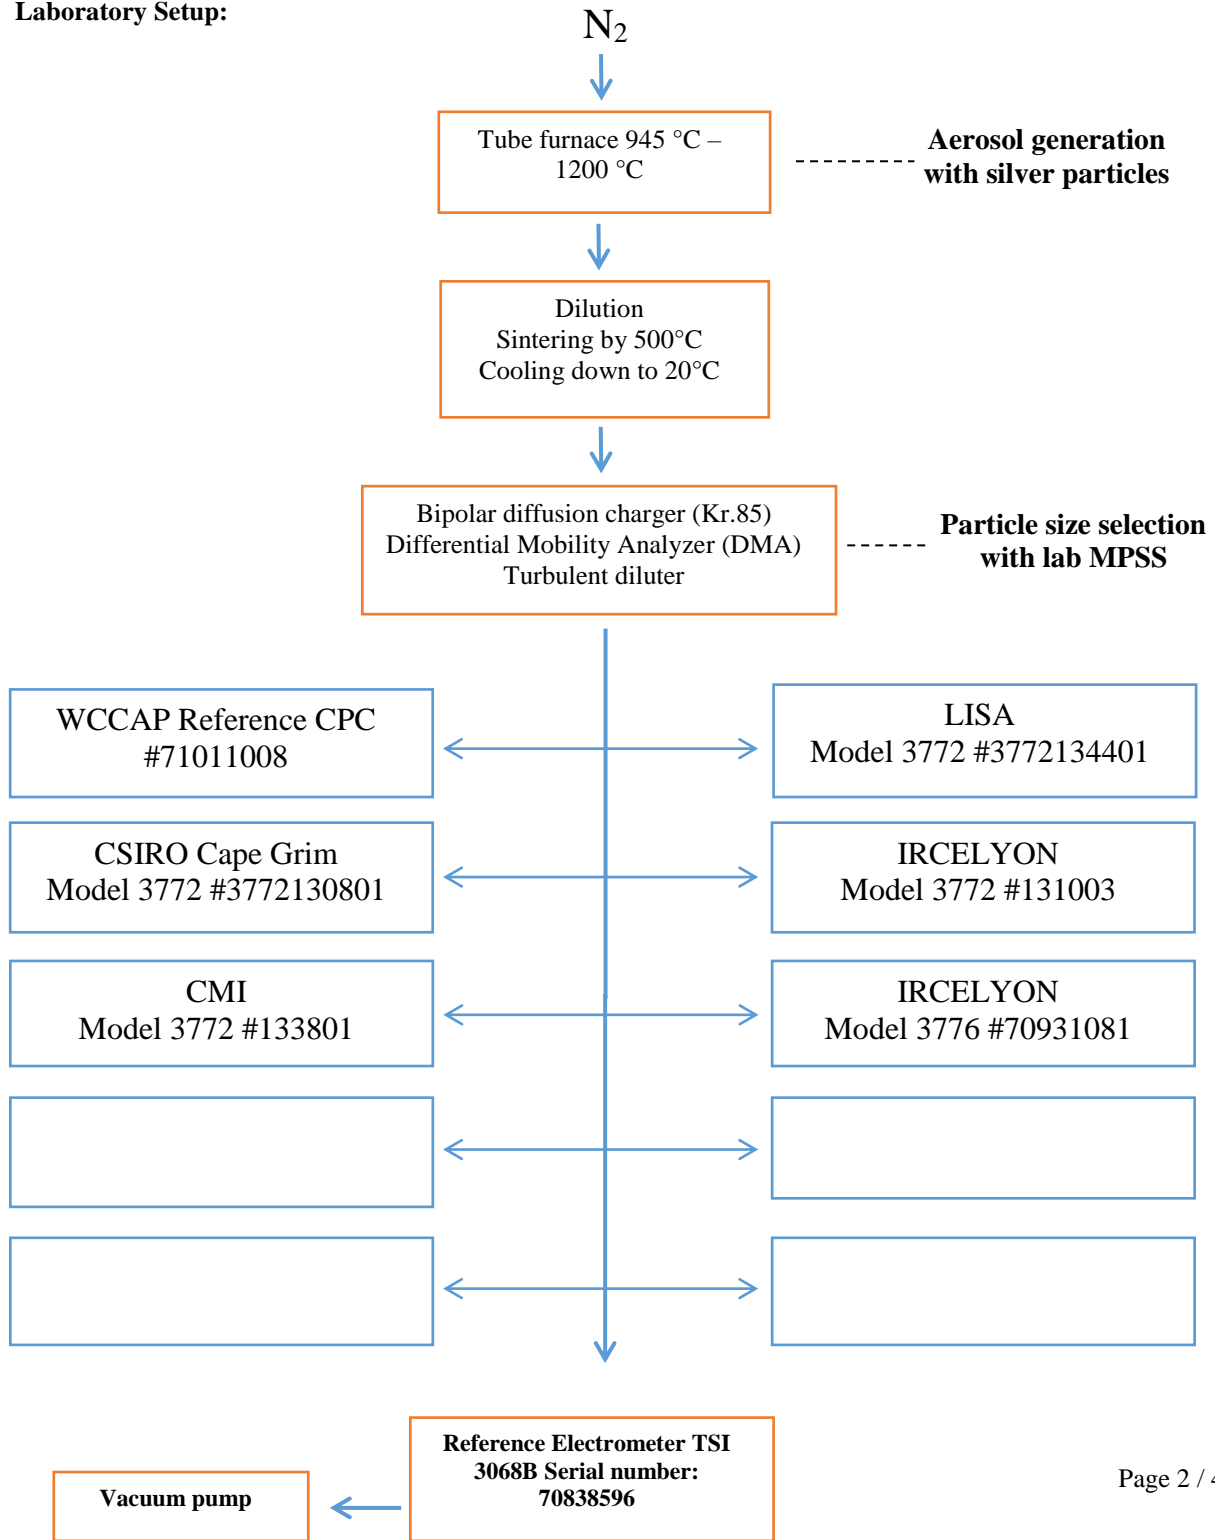 Laboratory Setup:
N₂
Tube furnace 945 °C –
1200 °C
Aerosol generation
with silver particles
Dilution
Sintering by 500°C
Cooling down to 20°C
Bipolar diffusion charger (Kr.85)
Differential Mobility Analyzer (DMA)
Turbulent diluter
Particle size selection
with lab MPSS
WCCAP Reference CPC
#71011008
LISA
Model 3772 #3772134401
CSIRO Cape Grim
Model 3772 #3772130801
IRCELYON
Model 3772 #131003
CMI
Model 3772 #133801
IRCELYON
Model 3776 #70931081
Reference Electrometer TSI
3068B Serial number:
70838596
Vacuum pump
Page 2 / 4